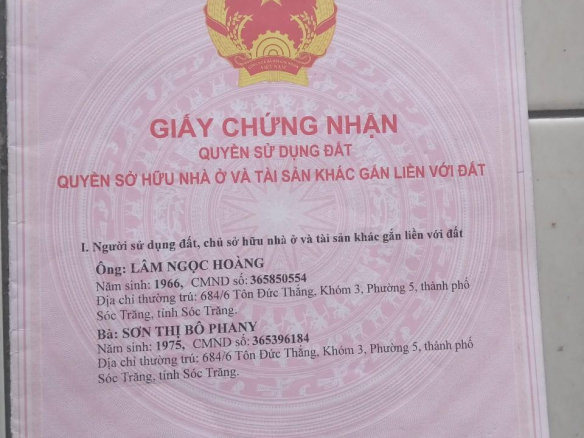 GIẤY CHỨNG NHẬN
QUYỀN SỬ DỤNG ĐẤT
QUYỀN SỞ HỮU NHÀ Ở VÀ TÀI SẢN KHÁC GẮN LIỀN VỚI ĐẤT
I. Người sử dụng đất, chủ sở hữu nhà ở và tài sản khác gắn liền với đất
Ông: LÂM NGỌC HOÀNG
Năm sinh: 1966, CMND số: 365850554
Địa chỉ thường trú: 684/6 Tôn Đức Thắng, Khóm 3, Phường 5, thành phố
Sóc Trăng, tỉnh Sóc Trăng.
Bà: SƠN THỊ BÔ PHANY
Năm sinh: 1975, CMND số: 365396184
Địa chỉ thường trú: 684/6 Tôn Đức Thắng, Khóm 3, Phường 5, thành phố
Sóc Trăng, tỉnh Sóc Trăng.